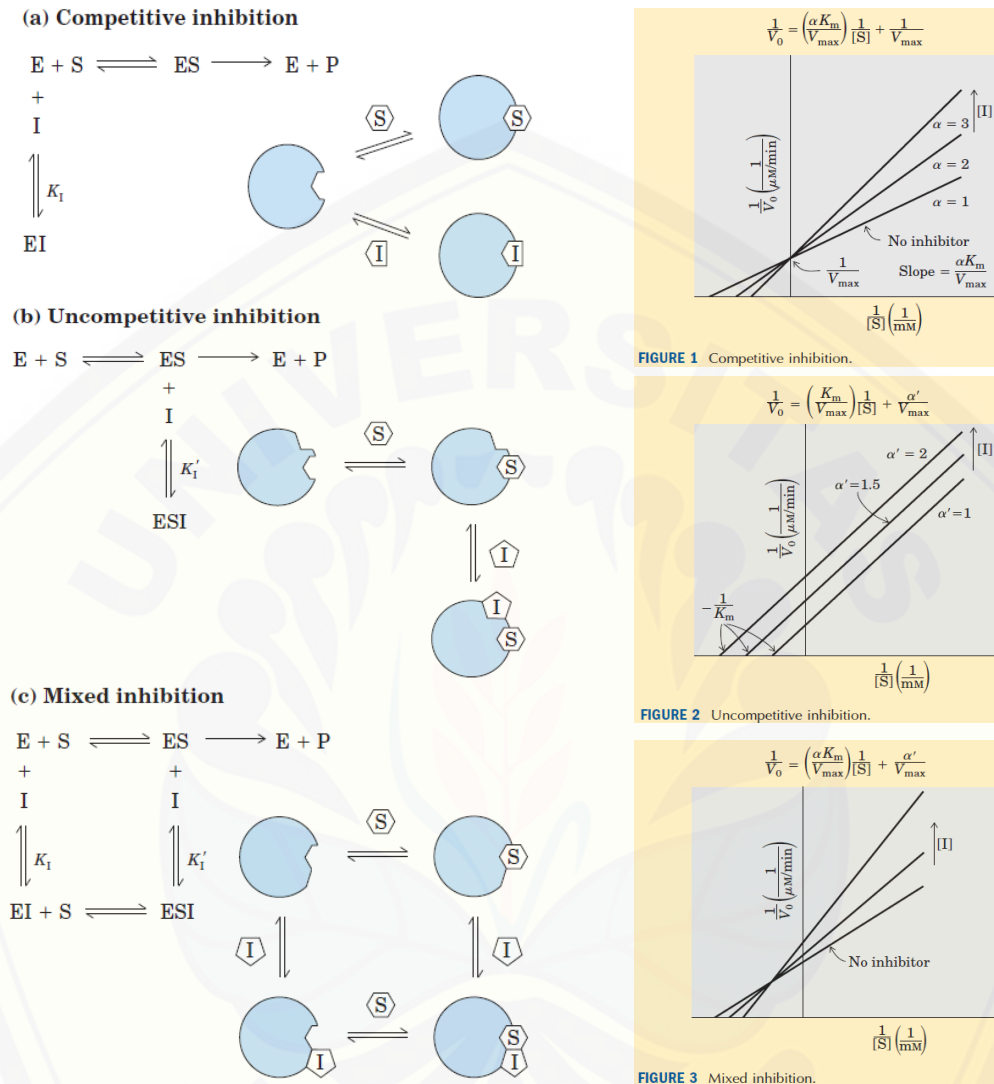 (a) Competitive inhibition
E + S ⇌ ES ⟶ E + P
+
I
K_I
EI
S
S
I
I
(b) Uncompetitive inhibition
E + S ⇌ ES ⟶ E + P
+
I
K_I′
ESI
S
S
I
I
S
(c) Mixed inhibition
E + S ⇌ ES ⟶ E + P
+ +
I I
K_I K_I′
EI + S ⇌ ESI
S
S
I
I
S
I
S
I
1/V₀ = (αK_m/V_max) 1/[S] + 1/V_max
[I]
α = 3
α = 2
α = 1
1/V₀ (1/μM/min)
No inhibitor
1/V_max
Slope = αK_m/V_max
1/[S] (1/mM)
FIGURE 1 Competitive inhibition.
1/V₀ = (K_m/V_max) 1/[S] + α′/V_max
[I]
α′ = 2
α′=1.5
α′=1
1/V₀ (1/μM/min)
−1/K_m
1/[S] (1/mM)
FIGURE 2 Uncompetitive inhibition.
1/V₀ = (αK_m/V_max) 1/[S] + α′/V_max
[I]
1/V₀ (1/μM/min)
No inhibitor
1/[S] (1/mM)
FIGURE 3 Mixed inhibition.
UNIVERSITAS